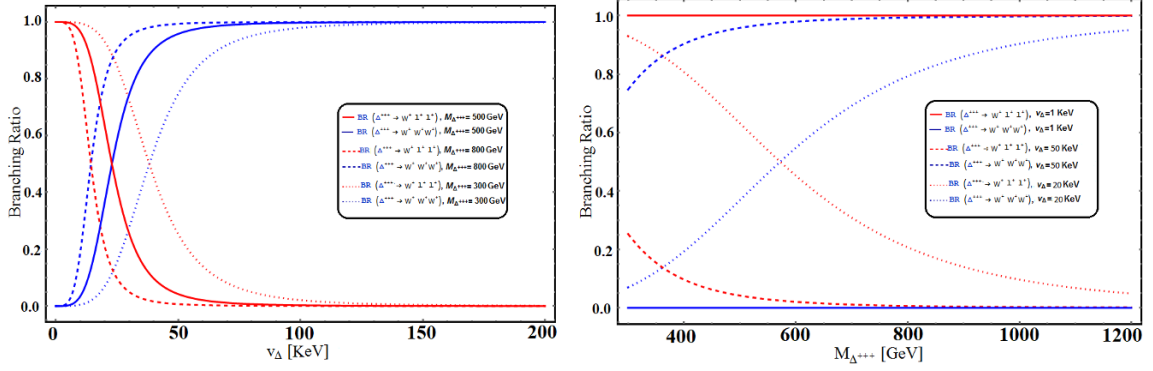 Branching Ratio
1.0
0.8
0.6
0.4
0.2
0.0
0
50
100
150
200
v_Δ [KeV]
BR (Δ⁺⁺⁺ → W⁺ l⁺ l⁺), M_Δ⁺⁺⁺= 500 GeV
BR (Δ⁺⁺⁺ → W⁺ W⁺W⁺), M_Δ⁺⁺⁺= 500 GeV
BR (Δ⁺⁺⁺ → W⁺ l⁺ l⁺), M_Δ⁺⁺⁺= 800 GeV
BR (Δ⁺⁺⁺ → W⁺ W⁺W⁺), M_Δ⁺⁺⁺= 800 GeV
BR (Δ⁺⁺⁺ → W⁺ l⁺ l⁺), M_Δ⁺⁺⁺= 300 GeV
BR (Δ⁺⁺⁺ → W⁺ W⁺W⁺), M_Δ⁺⁺⁺= 300 GeV
Branching Ratio
1.0
0.8
0.6
0.4
0.2
0.0
400
600
800
1000
1200
M_Δ⁺⁺⁺ [GeV]
BR (Δ⁺⁺⁺ → W⁺ l⁺ l⁺), v_Δ=1 KeV
BR (Δ⁺⁺⁺ → W⁺ W⁺W⁺), v_Δ=1 KeV
BR (Δ⁺⁺⁺ → W⁺ l⁺ l⁺), v_Δ=50 KeV
BR (Δ⁺⁺⁺ → W⁺ W⁺W⁺), v_Δ=50 KeV
BR (Δ⁺⁺⁺ → W⁺ l⁺ l⁺), v_Δ= 20 KeV
BR (Δ⁺⁺⁺ → W⁺ W⁺W⁺), v_Δ= 20 KeV